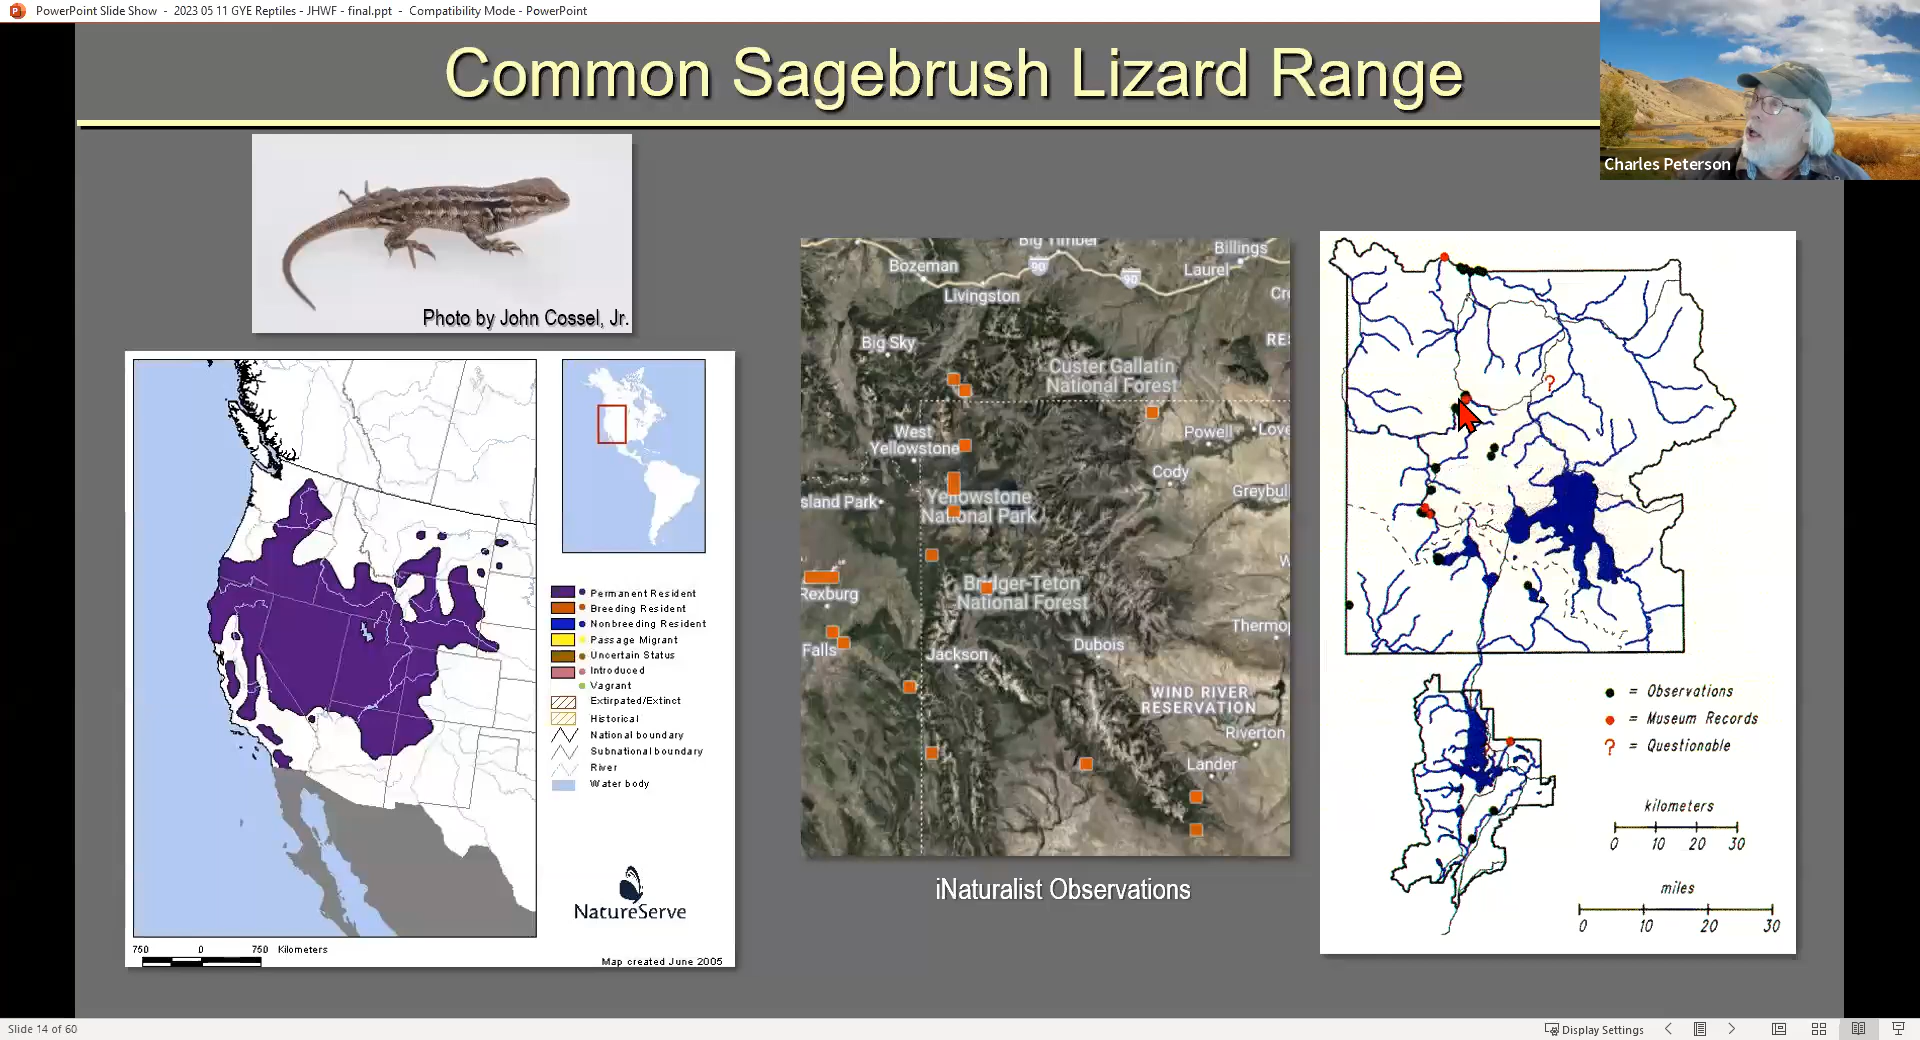 PowerPoint Slide Show - 2023 05 11 GYE Reptiles - JHWF - final.ppt - Compatibility Mode - PowerPoint
Common Sagebrush Lizard Range
Charles Peterson
Photo by John Cossel, Jr.
Permanent Resident
Breeding Resident
Nonbreeding Resident
Passage Migrant
Uncertain Status
Introduced
Vagrant
Extirpated/Extinct
Historical
National boundary
Subnational boundary
River
Water body
NatureServe
750 0 750 Kilometers
Map created June 2005
Big Timber
Billings
Bozeman
90
Laurel
90
Livingston
Big Sky
Custer Gallatin
National Forest
West
Yellowstone
Powell
Cody
Yellowstone
National Park
sland Park
Greybul
Rexburg
Bridger-Teton
National Forest
Thermo
Falls
Jackson
Dubois
WIND RIVER
RESERVATION
Riverton
Lander
iNaturalist Observations
?
= Observations
= Museum Records
? = Questionable
kilometers
0 10 20 30
miles
0 10 20 30
Slide 14 of 60
Display Settings